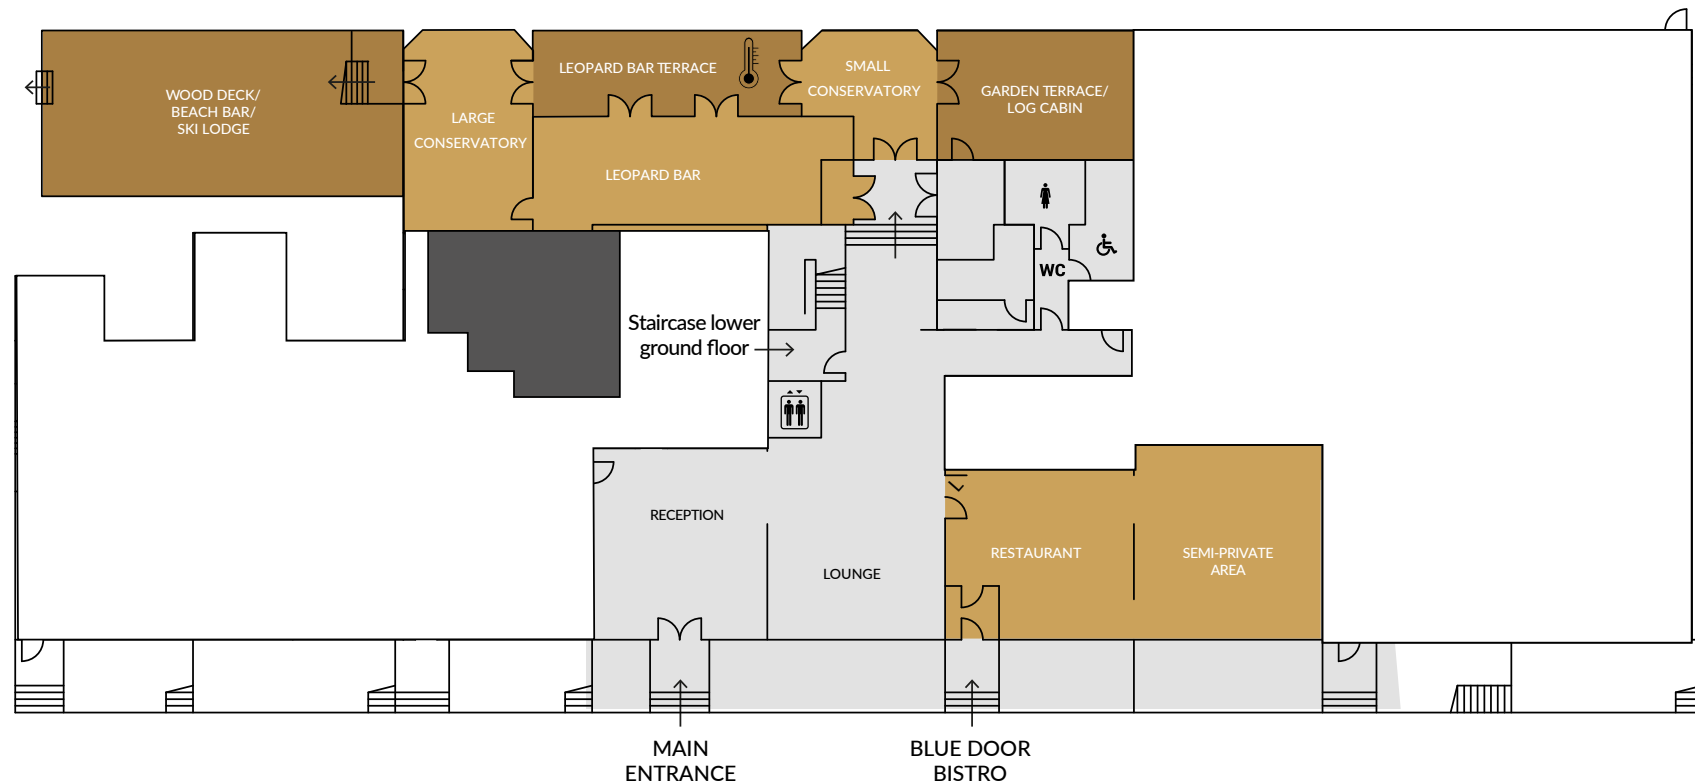 WOOD DECK/
BEACH BAR/
SKI LODGE
LARGE
CONSERVATORY
LEOPARD BAR TERRACE
SMALL
CONSERVATORY
GARDEN TERRACE/
LOG CABIN
LEOPARD BAR
WC
Staircase lower
ground floor
RECEPTION
LOUNGE
RESTAURANT
SEMI-PRIVATE
AREA
MAIN
ENTRANCE
BLUE DOOR
BISTRO